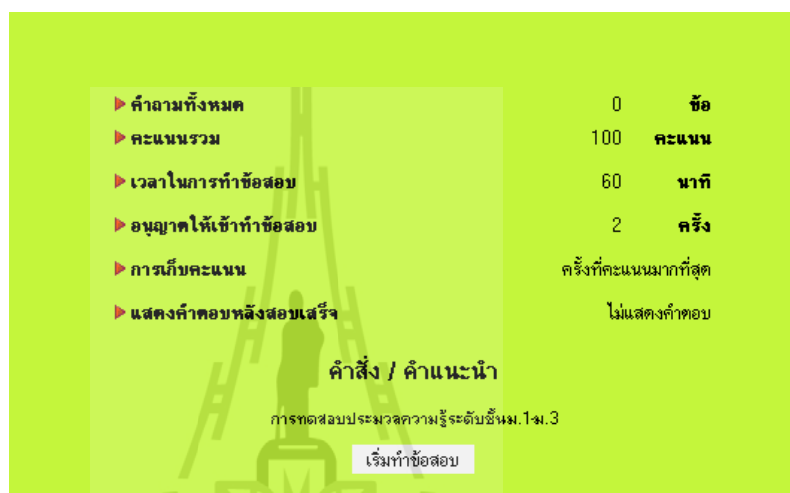 คำถามทั้งหมด 0 ข้อ
คะแนนรวม 100 คะแนน
เวลาในการทำข้อสอบ 60 นาที
อนุญาตให้เข้าทำข้อสอบ 2 ครั้ง
การเก็บคะแนน ครั้งที่คะแนนมากที่สุด
แสดงคำตอบหลังสอบเสร็จ ไม่แสดงคำตอบ
คำสั่ง / คำแนะนำ
การทดสอบประมวลความรู้ระดับชั้นม.1-ม.3
เริ่มทำข้อสอบ